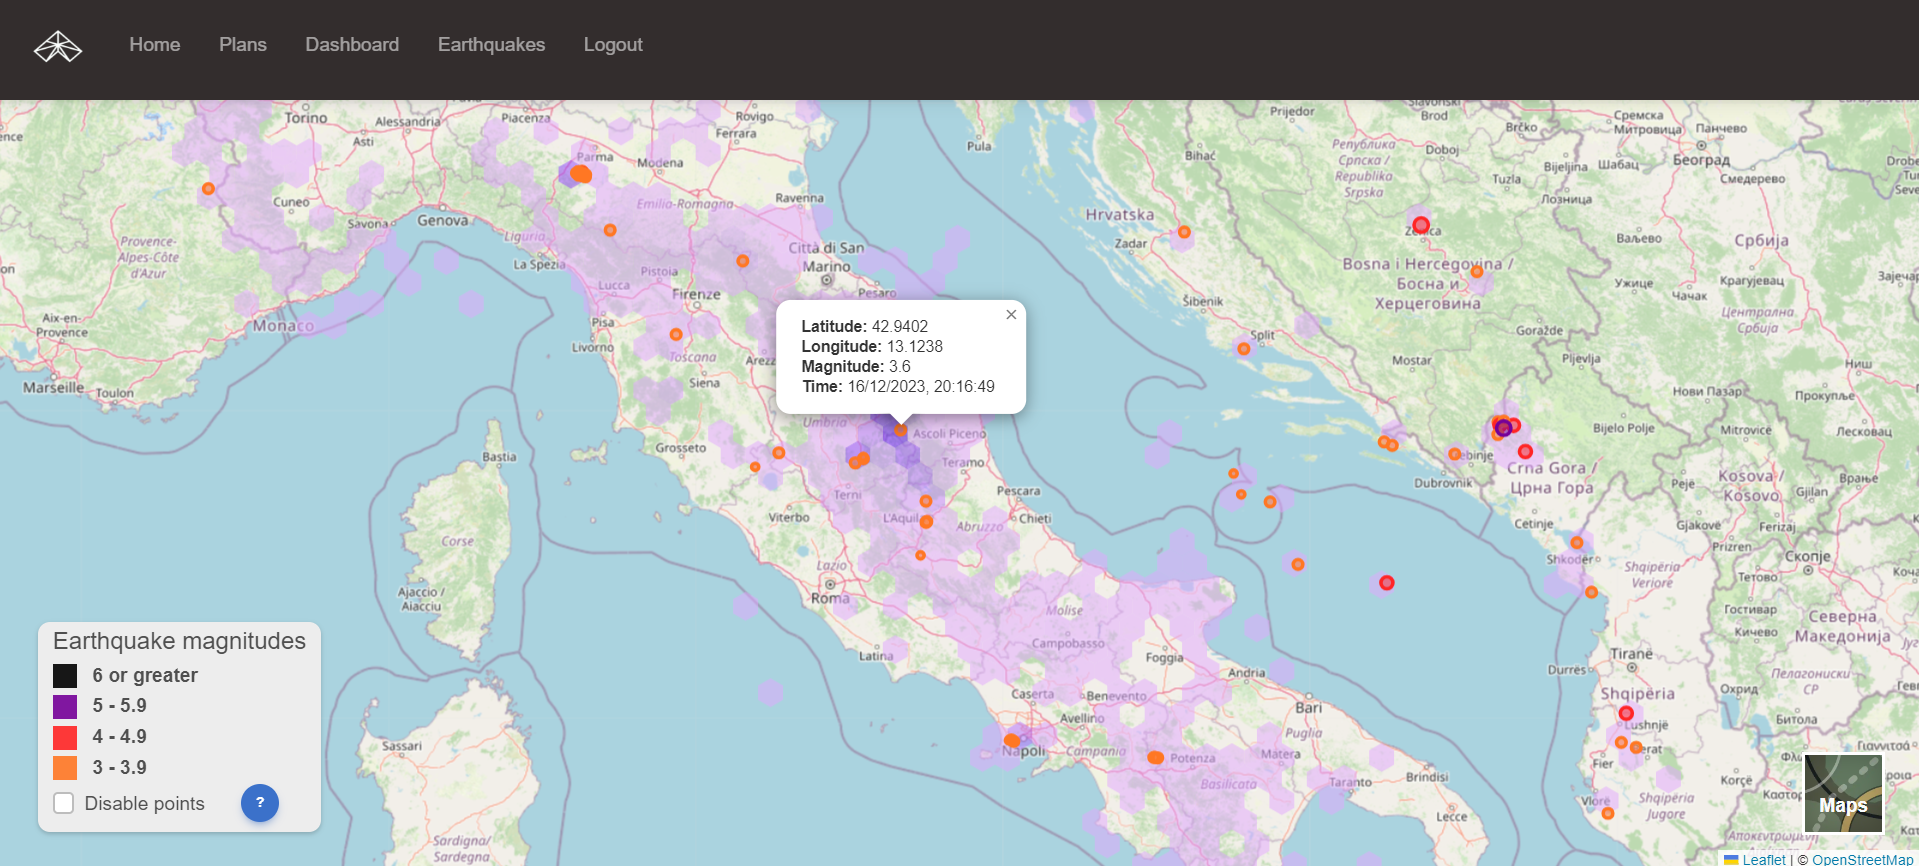 Home
Plans
Dashboard
Earthquakes
Logout
Torino
Alessandria
Asti
Piacenza
Rovigo
Ferrara
Parma
Modena
Cuneo
Savona
Genova
Liguria
La Spezia
Emilia-Romagna
Ravenna
Città di San
Marino
Pesaro
Pistoia
Lucca
Firenze
Pisa
Livorno
Toscana
Siena
Provence-
Alpes-Côte
d'Azur
Aix-en-
Provence
Monaco
Marseille
Toulon
Latitude: 42.9402
Longitude: 13.1238
Magnitude: 3.6
Time: 16/12/2023, 20:16:49
×
Umbria
Ascoli Piceno
Teramo
Grosseto
Bastia
Terni
Viterbo
Pescara
Chieti
Abruzzo
Corse
Lazio
Roma
Ajaccio /
Aiacciu
Molise
Campobasso
Latina
Foggia
Andria
Caserta
Benevento
Bari
Avellino
Napoli
Campania
Potenza
Matera
Puglia
Basilicata
Taranto
Brindisi
Lecce
Sassari
Sardigna/
Sardegna
Pula
Bihać
Prijedor
Slavonski
Brod
Brčko
Doboj
Република
Српска /
Republika
Srpska
Tuzla
Bijeljina
Сремска
Митровица
Панчево
Шабац
Београд
Смедерево
Лозница
Hrvatska
Zadar
Zenica
Ваљево
Србија
Bosna i Hercegovina /
Босна и
Херцеговина
Крагујевац
Ужице
Чачак
Šibenik
Split
Goražde
Централна
Србија
Mostar
Pljevlja
Ниш
Нови Пазар
Прокупље
Bijelo Polje
Mitrovice
Лесковац
Dubrovnik
Crna Gora /
Црна Гора
Pejë
Kosova /
Kosovo
Gjilan
Врање
Cetinje
Gjakovë
Ferizaj
Prizren
Скопје
Shkodër
Shqipëria
Veriore
Тетово
Гостивар
Северна
Македонија
Кичево
Tiranë
Durrës
Пелагониски
СР
Охрид
Shqipëria
Lushnjë
Битола
Fier
Korçë
Vlorë
Shqipëria
Jugore
Earthquake magnitudes
6 or greater
5 - 5.9
4 - 4.9
3 - 3.9
Disable points
?
Maps
Leaflet | © OpenStreetMap